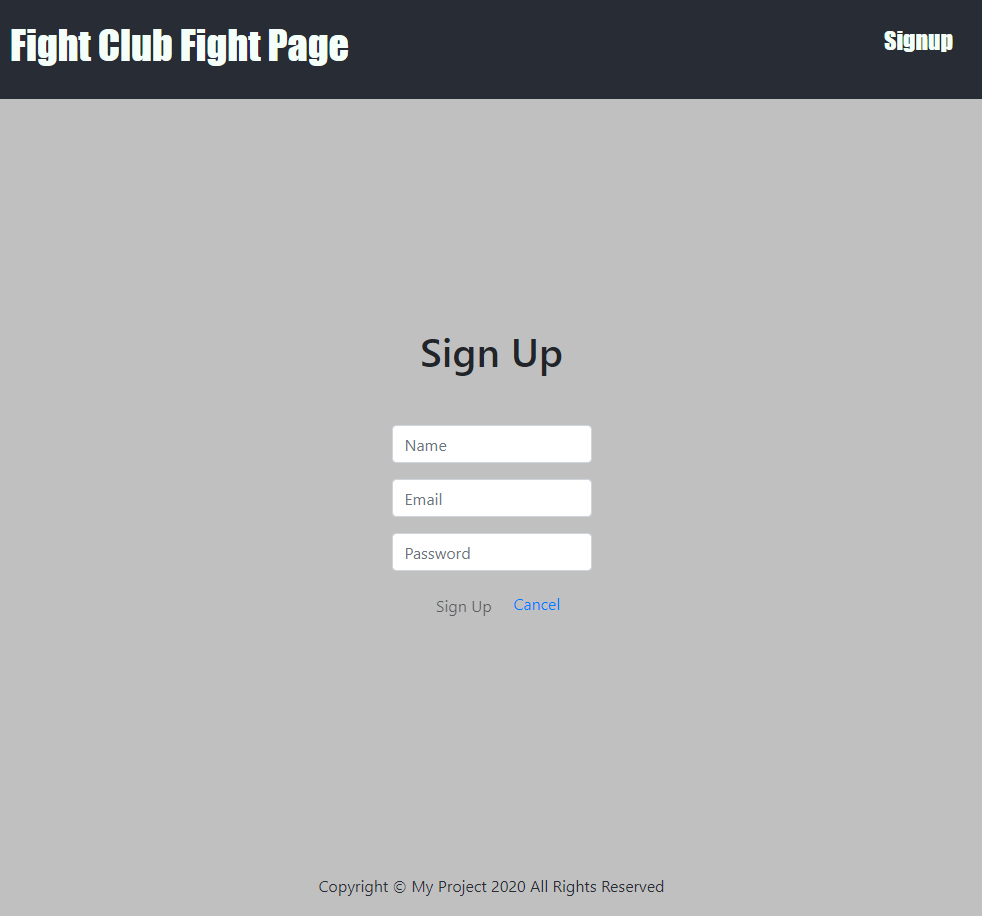 Fight Club Fight Page
Signup
Sign Up
Name
Email
Password
Sign Up Cancel
Copyright © My Project 2020 All Rights Reserved